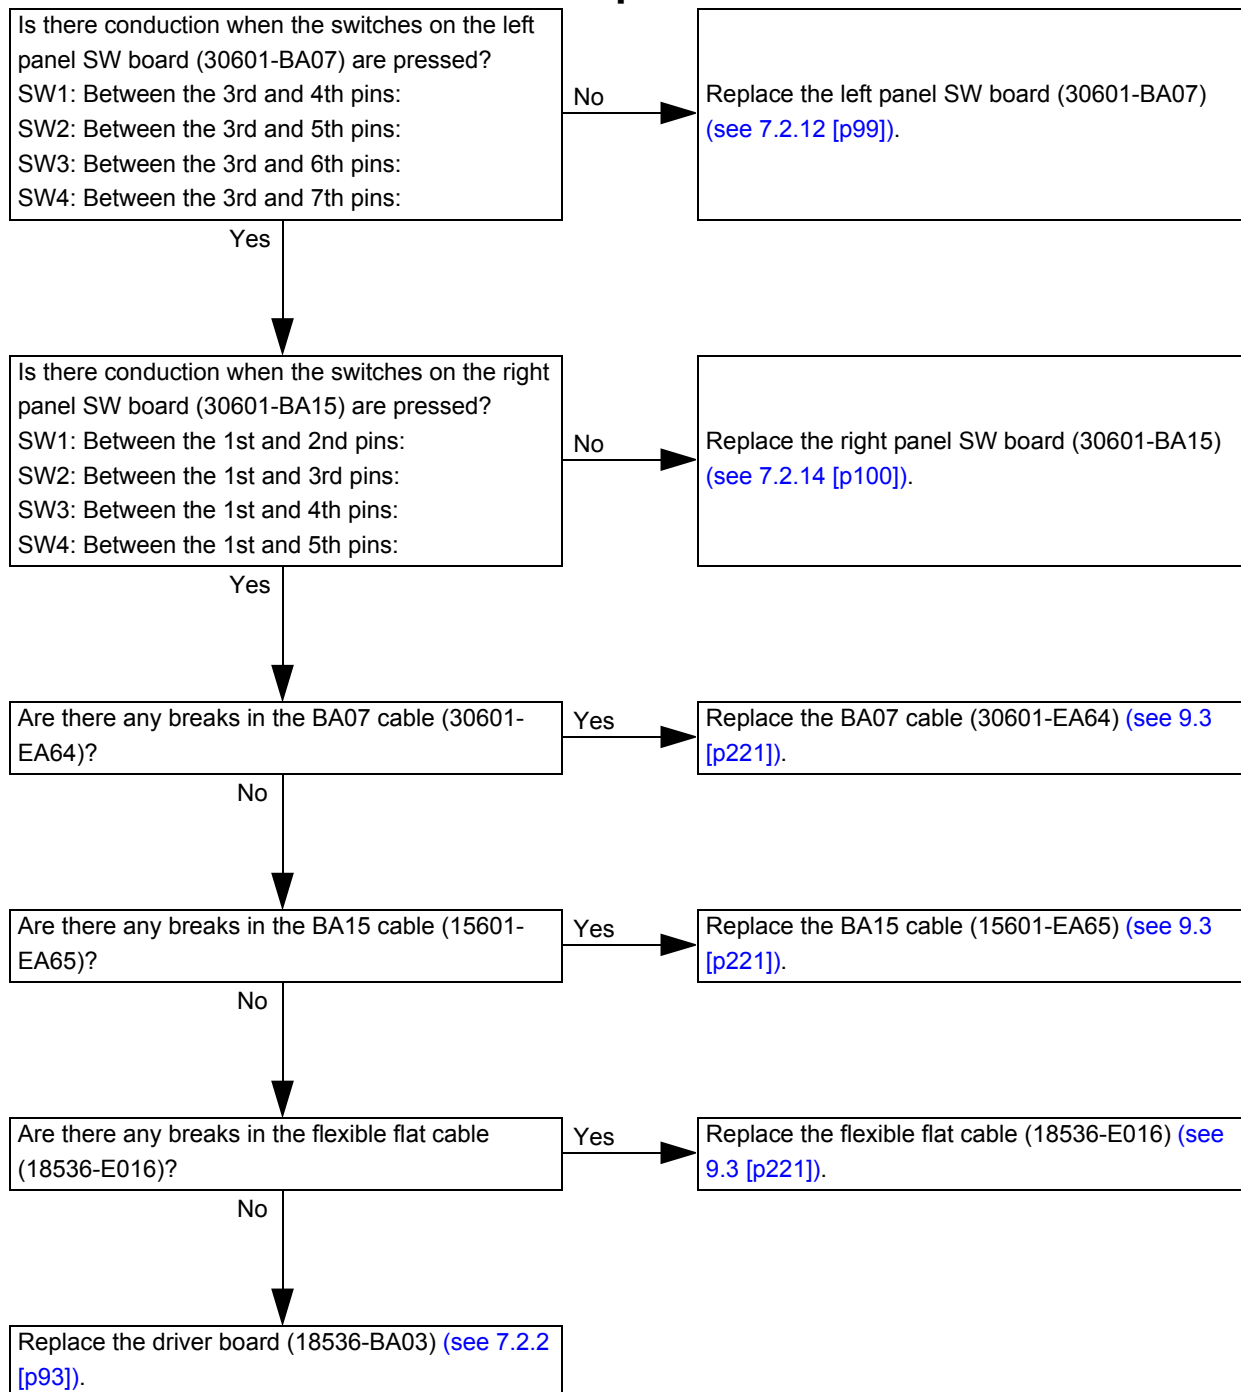 Is there conduction when the switches on the left
panel SW board (30601-BA07) are pressed?
SW1: Between the 3rd and 4th pins:
SW2: Between the 3rd and 5th pins:
SW3: Between the 3rd and 6th pins:
SW4: Between the 3rd and 7th pins:
No
Replace the left panel SW board (30601-BA07)
(see 7.2.12 [p99]).
Yes
Is there conduction when the switches on the right
panel SW board (30601-BA15) are pressed?
SW1: Between the 1st and 2nd pins:
SW2: Between the 1st and 3rd pins:
SW3: Between the 1st and 4th pins:
SW4: Between the 1st and 5th pins:
No
Replace the right panel SW board (30601-BA15)
(see 7.2.14 [p100]).
Yes
Are there any breaks in the BA07 cable (30601-
EA64)?
Yes
Replace the BA07 cable (30601-EA64) (see 9.3
[p221]).
No
Are there any breaks in the BA15 cable (15601-
EA65)?
Yes
Replace the BA15 cable (15601-EA65) (see 9.3
[p221]).
No
Are there any breaks in the flexible flat cable
(18536-E016)?
Yes
Replace the flexible flat cable (18536-E016) (see
9.3 [p221]).
No
Replace the driver board (18536-BA03) (see 7.2.2
[p93]).